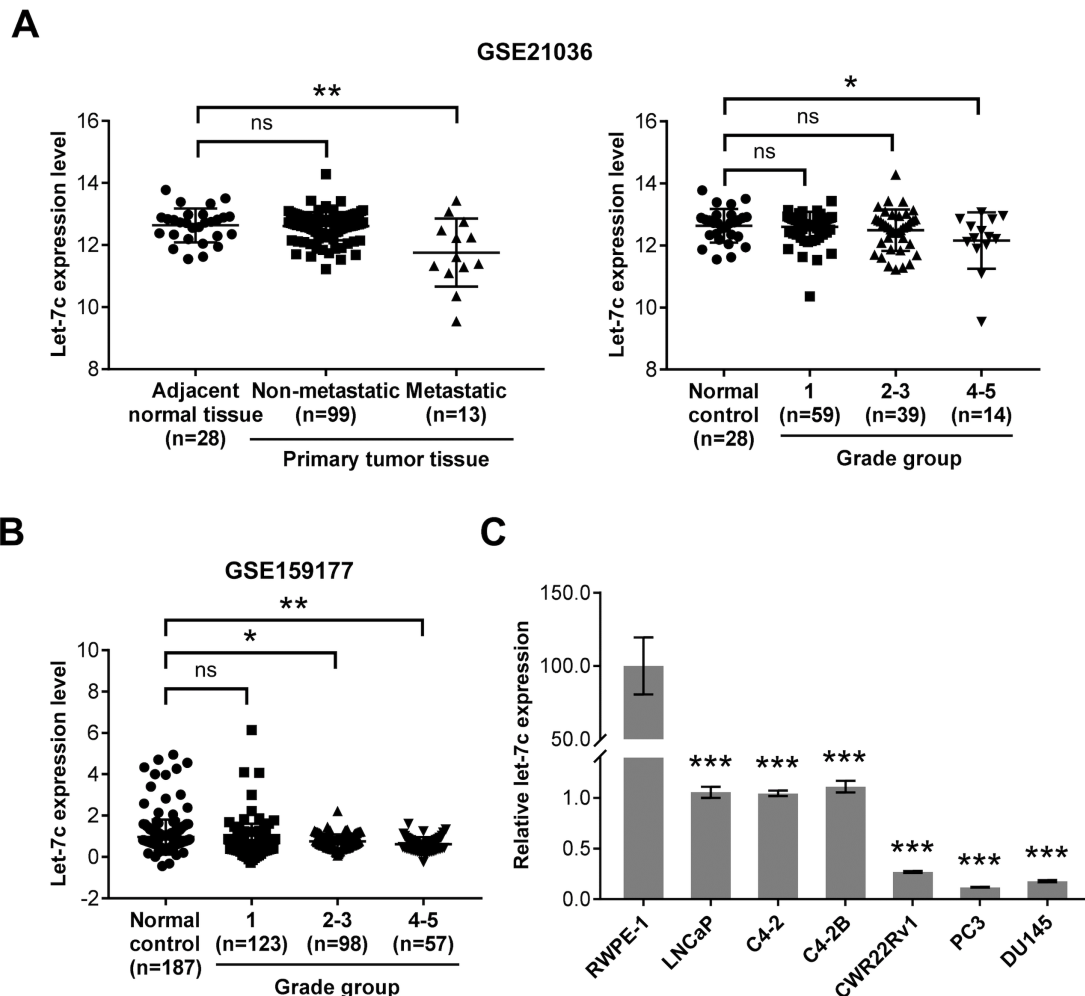 A
GSE21036
**
ns
16
14
12
10
8
Let-7c expression level
Adjacent normal tissue (n=28)
Non-metastatic (n=99)
Metastatic (n=13)
Primary tumor tissue
*
ns
ns
16
14
12
10
8
Let-7c expression level
Normal control (n=28)
1 (n=59)
2-3 (n=39)
4-5 (n=14)
Grade group
B
GSE159177
**
*
ns
10
8
6
4
2
0
-2
Let-7c expression level
Normal control (n=187)
1 (n=123)
2-3 (n=98)
4-5 (n=57)
Grade group
C
150.0
100.0
50.0
1.0
0.5
0.0
Relative let-7c expression
*** *** *** *** *** ***
RWPE-1
LNCaP
C4-2
C4-2B
CWR22Rv1
PC3
DU145